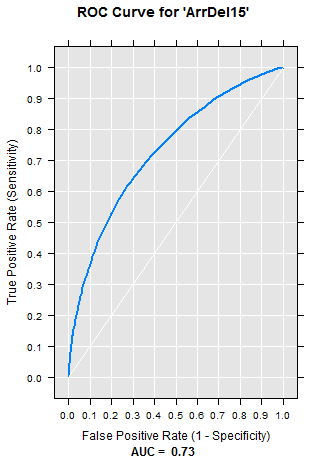 ROC Curve for 'ArrDel15'
1.0
0.9
0.8
0.7
0.6
0.5
0.4
0.3
0.2
0.1
0.0
True Positive Rate (Sensitivity)
0.0 0.1 0.2 0.3 0.4 0.5 0.6 0.7 0.8 0.9 1.0
False Positive Rate (1 - Specificity)
AUC = 0.73